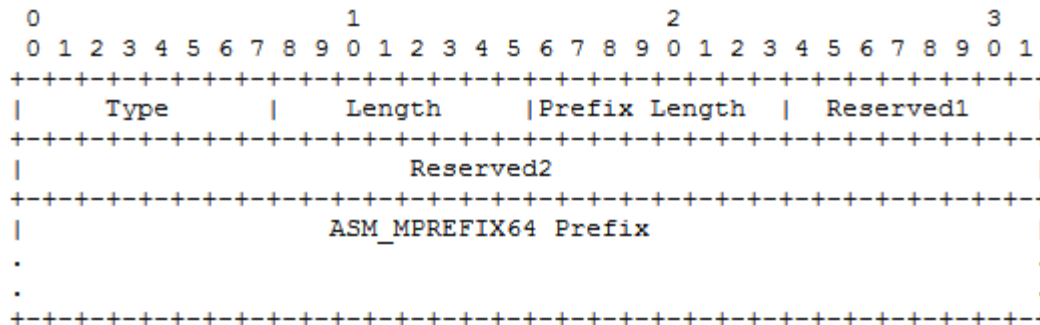 0                   1                   2                   3
 0 1 2 3 4 5 6 7 8 9 0 1 2 3 4 5 6 7 8 9 0 1 2 3 4 5 6 7 8 9 0 1
+-+-+-+-+-+-+-+-+-+-+-+-+-+-+-+-+-+-+-+-+-+-+-+-+-+-+-+-+-+-+-+-
|     Type      |    Length     |Prefix Length  |  Reserved1    |
+-+-+-+-+-+-+-+-+-+-+-+-+-+-+-+-+-+-+-+-+-+-+-+-+-+-+-+-+-+-+-+-
|                        Reserved2                              |
+-+-+-+-+-+-+-+-+-+-+-+-+-+-+-+-+-+-+-+-+-+-+-+-+-+-+-+-+-+-+-+-
|                   ASM_MPREFIX64 Prefix                        |
.                                                               .
.                                                               .
+-+-+-+-+-+-+-+-+-+-+-+-+-+-+-+-+-+-+-+-+-+-+-+-+-+-+-+-+-+-+-+-